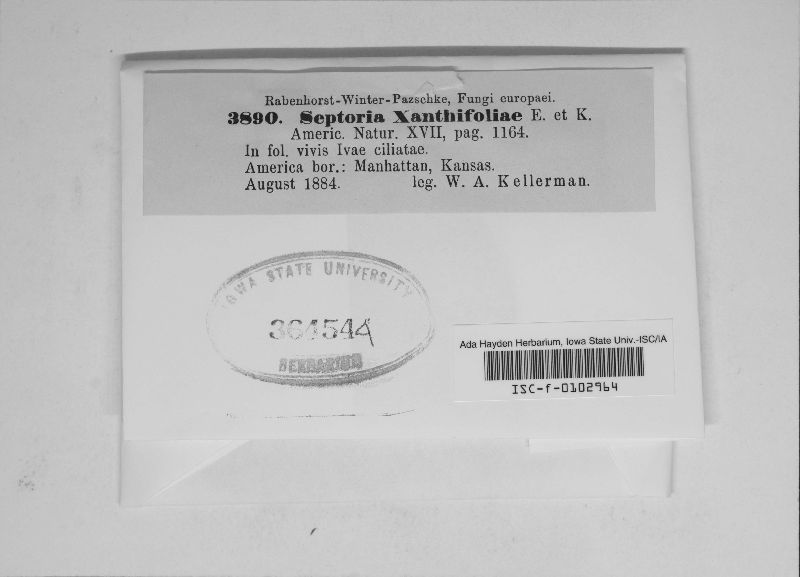 Rabenhorst-Winter-Pazschke, Fungi europaei.
3890. Septoria Xanthifoliae E. et K.
Americ. Natur. XVII, pag. 1164.
In fol. vivis Ivae ciliatae.
America bor.: Manhattan, Kansas.
August 1884. leg. W. A. Kellerman.
IOWA STATE UNIVERSITY
364544
HERBARIUM
Ada Hayden Herbarium, Iowa State Univ.-ISC/IA
ISC-f-0102964